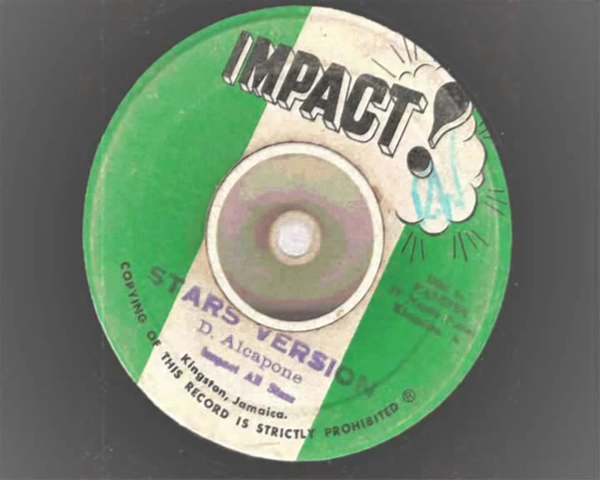 IMPACT!
STARS VERSION
D. Alcapone
Impact All Stars
Kingston, Jamaica.
COPYING OF THIS RECORD IS STRICTLY PROHIBITED ®